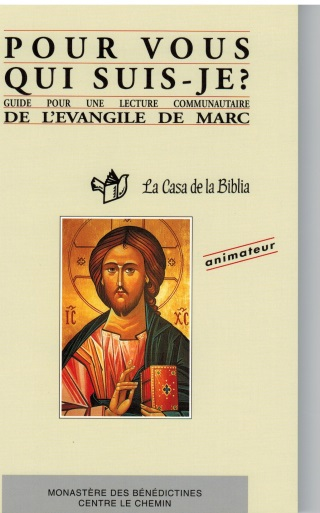 POUR VOUS
QUI SUIS-JE?
GUIDE POUR UNE LECTURE COMMUNAUTAIRE
DE L'EVANGILE DE MARC
La Casa de la Biblia
animateur
IC XC
MONASTÈRE DES BÉNÉDICTINES
CENTRE LE CHEMIN